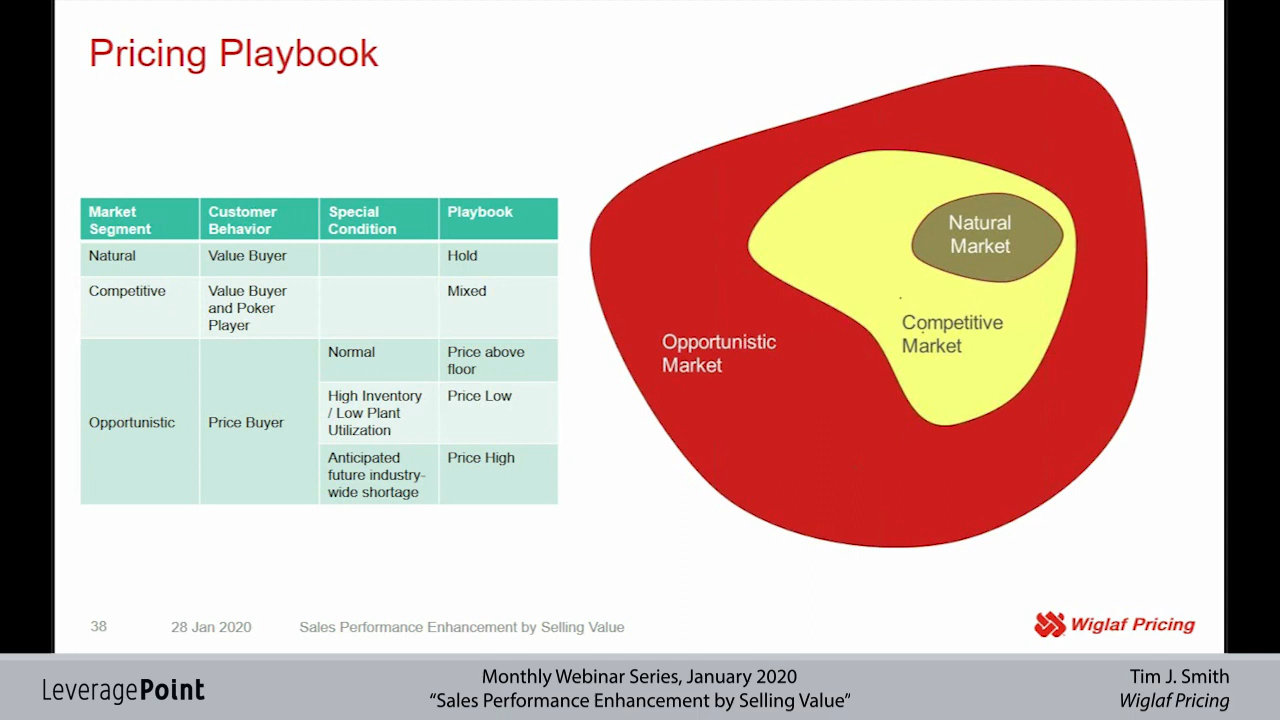 Pricing Playbook
Market
Segment
Customer
Behavior
Special
Condition
Playbook
Natural
Value Buyer
Hold
Competitive
Value Buyer
and Poker
Player
Mixed
Opportunistic
Price Buyer
Normal
Price above
floor
High Inventory
/ Low Plant
Utilization
Price Low
Anticipated
future industry-
wide shortage
Price High
Natural
Market
Competitive
Market
Opportunistic
Market
38
28 Jan 2020
Sales Performance Enhancement by Selling Value
Wiglaf Pricing
LeveragePoint
Monthly Webinar Series, January 2020
“Sales Performance Enhancement by Selling Value”
Tim J. Smith
Wiglaf Pricing